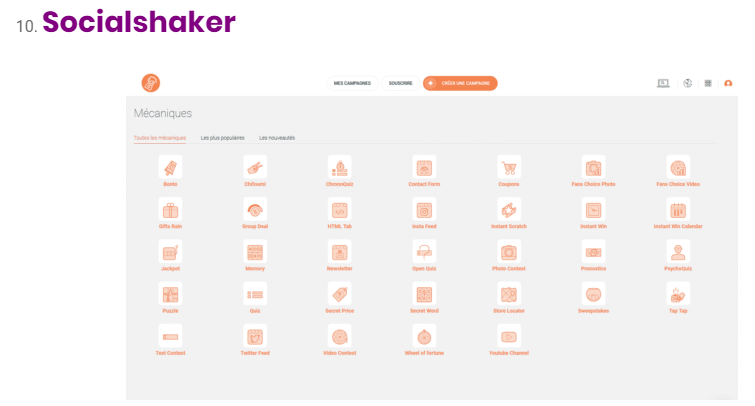 10. Socialshaker
MES CAMPAGNES SOUSCRIRE CRÉER UNE CAMPAGNE
Mécaniques
Toutes les mécaniques Les plus populaires Les nouveautés
Bonto Chifoumi ChronoQuiz Contact Form Coupons Fans Choice Photo Fans Choice Video
Gifts Rain Group Deal HTML Tab Insta Feed Instant Scratch Instant Win Instant Win Calendar
Jackpot Memory Newsletter Open Quiz Photo Contest Pronostics PsychoQuiz
Puzzle Quiz Secret Price Secret Word Store Locator Sweepstakes Tap Tap
Text Contest Twitter Feed Video Contest Wheel of fortune Youtube Channel